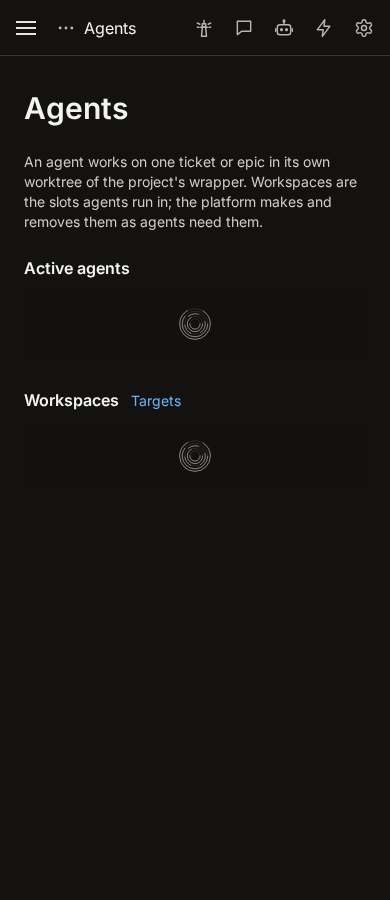 Agents
Agents
An agent works on one ticket or epic in its own
worktree of the project's wrapper. Workspaces are
the slots agents run in; the platform makes and
removes them as agents need them.
Active agents
Workspaces Targets